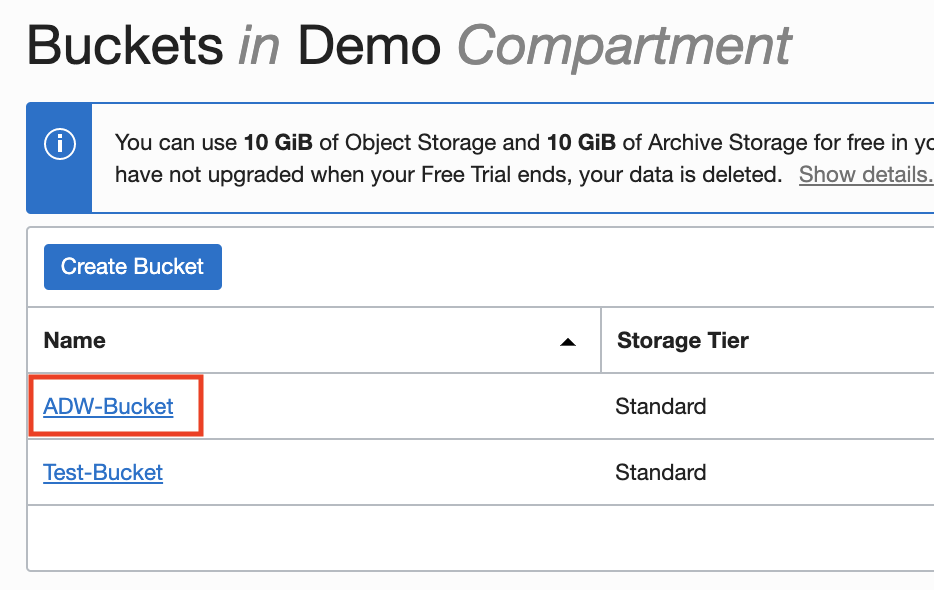 Buckets in Demo Compartment
You can use 10 GiB of Object Storage and 10 GiB of Archive Storage for free in
have not upgraded when your Free Trial ends, your data is deleted. Show details.
Create Bucket
Name Storage Tier
ADW-Bucket Standard
Test-Bucket Standard